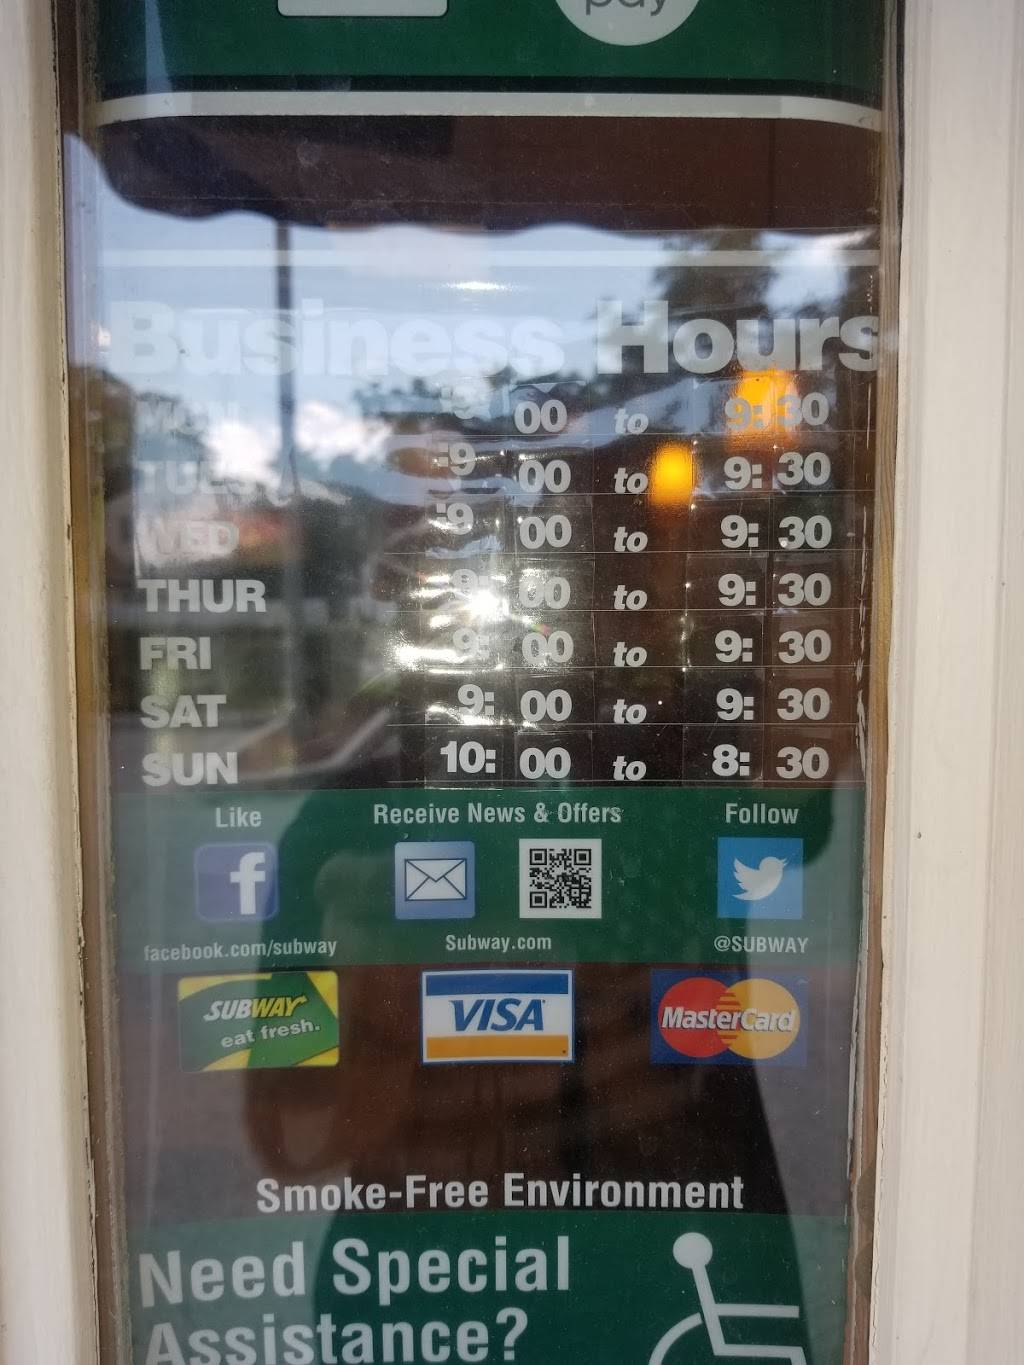 pay
Business Hours
MON 9 00 to 9: 30
TUES :9 00 to 9: 30
WED :9 00 to 9: 30
THUR 9: 00 to 9: 30
FRI 9: 00 to 9: 30
SAT 9: 00 to 9: 30
SUN 10: 00 to 8: 30
Like Receive News & Offers Follow
f
facebook.com/subway Subway.com @SUBWAY
SUBWAY VISA MasterCard
eat fresh.
Smoke-Free Environment
Need Special
Assistance?